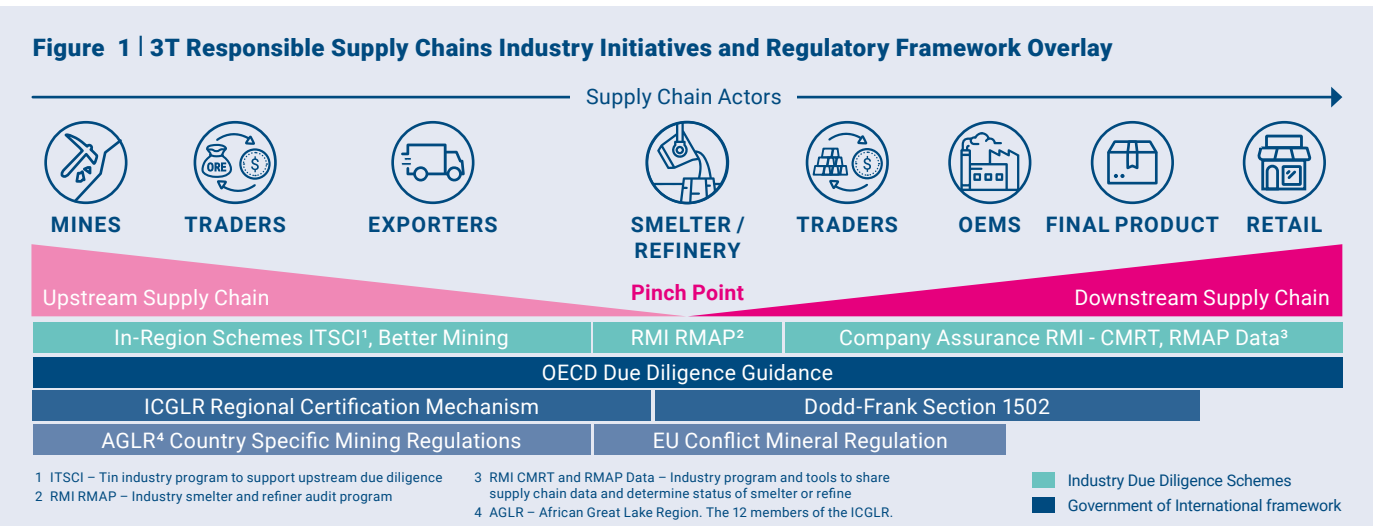 Figure 1 | 3T Responsible Supply Chains Industry Initiatives and Regulatory Framework Overlay
Supply Chain Actors
ORE
$
$
MINES
TRADERS
EXPORTERS
SMELTER /
REFINERY
TRADERS
OEMS
FINAL PRODUCT
RETAIL
Upstream Supply Chain
Pinch Point
Downstream Supply Chain
In-Region Schemes ITSCI¹, Better Mining
RMI RMAP²
Company Assurance RMI - CMRT, RMAP Data³
OECD Due Diligence Guidance
ICGLR Regional Certification Mechanism
Dodd-Frank Section 1502
AGLR⁴ Country Specific Mining Regulations
EU Conflict Mineral Regulation
1 ITSCI – Tin industry program to support upstream due diligence
2 RMI RMAP – Industry smelter and refiner audit program
3 RMI CMRT and RMAP Data – Industry program and tools to share
supply chain data and determine status of smelter or refine
4 AGLR – African Great Lake Region. The 12 members of the ICGLR.
Industry Due Diligence Schemes
Government of International framework